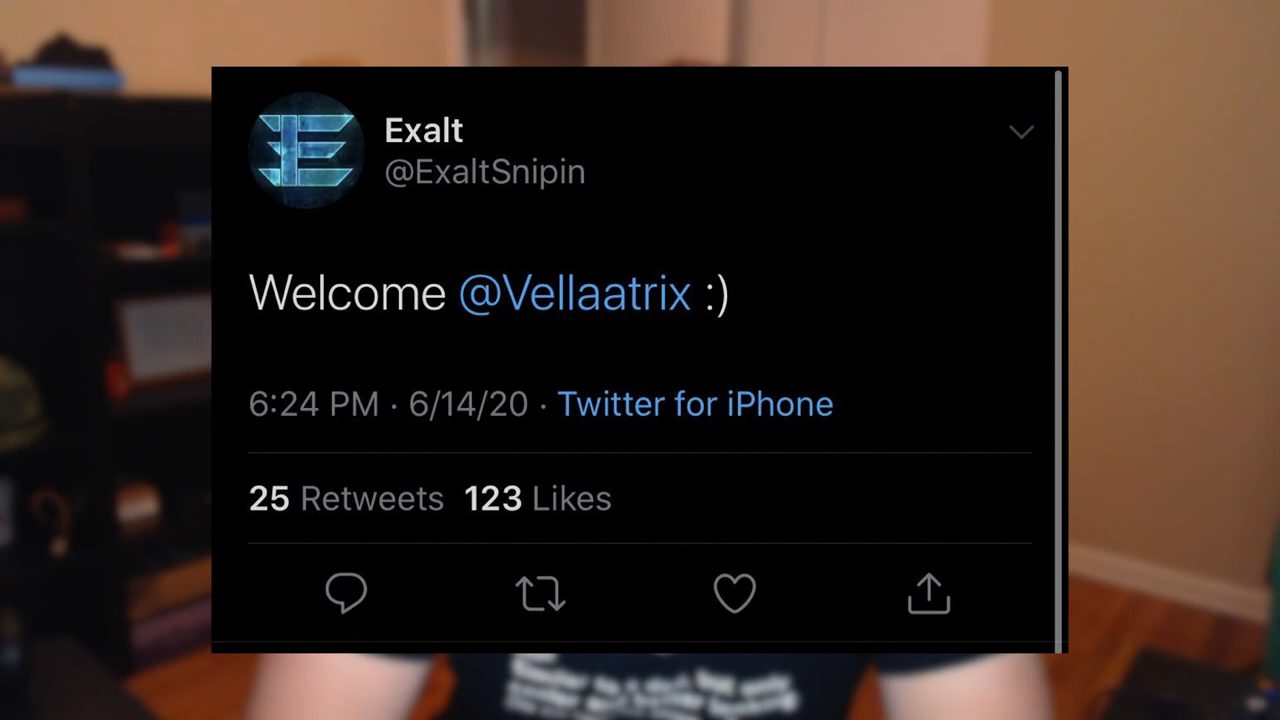 Exalt
@ExaltSnipin
Welcome @Vellaatrix :)
6:24 PM · 6/14/20 · Twitter for iPhone
25 Retweets 123 Likes